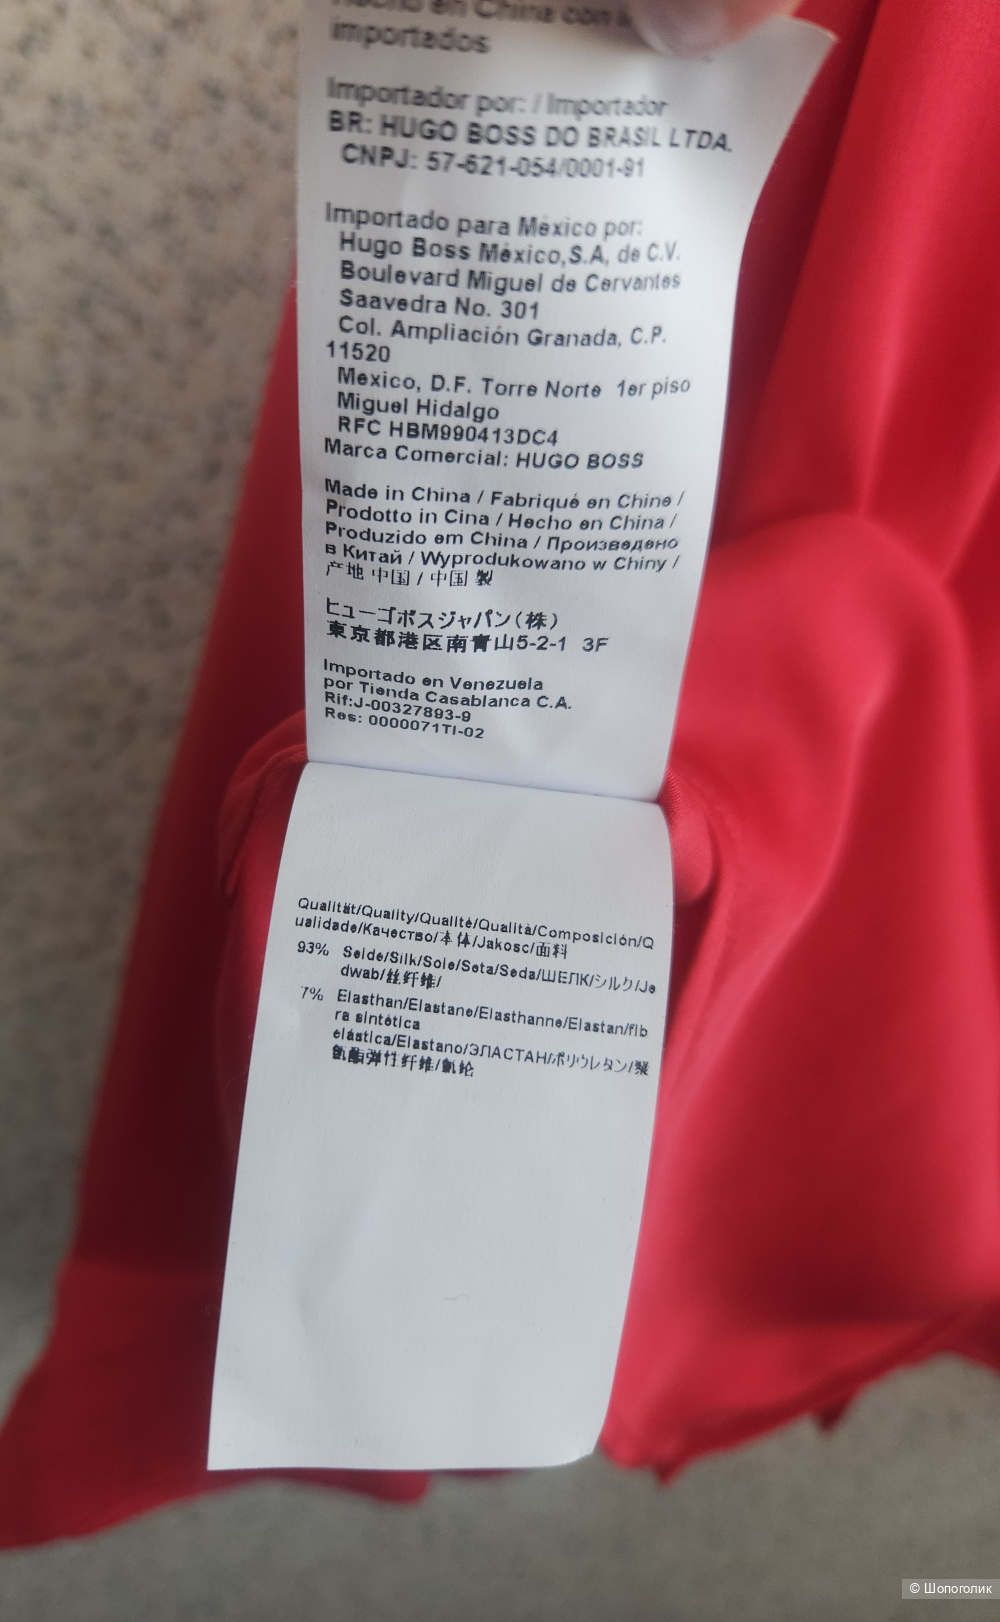 Hecho en China con
importados
Importador por: / Importador
BR: HUGO BOSS DO BRASIL LTDA.
CNPJ: 57-621-054/0001-91
Importado para México por:
Hugo Boss México,S.A, de C.V.
Boulevard Miguel de Cervantes
Saavedra No. 301
Col. Ampliación Granada, C.P.
11520
Mexico, D.F. Torre Norte 1er piso
Miguel Hidalgo
RFC HBM990413DC4
Marca Comercial: HUGO BOSS
Made in China / Fabriqué en Chine /
Prodotto in Cina / Hecho en China /
Produzido em China / Произведено
в Китай / Wyprodukowano w Chiny /
产地 中国 / 中国 製
ヒューゴボスジャパン(株)
東京都港区南青山5-2-1 3F
Importado en Venezuela
por Tienda Casablanca C.A.
Rif:J-00327893-9
Res: 0000071TI-02
Qualität/Quality/Qualité/Qualità/Composición/Q
ualidade/Качество/本体/Jakosc/面料
93% Seide/Silk/Soie/Seta/Seda/ШЕЛК/シルク/Je
dwab/丝纤维/
7% Elasthan/Elastane/Elasthanne/Elastan/fib
ra sintética
elástica/Elastano/ЭЛАСТАН/ポリウレタン/聚
氨酯弹性纤维/氨纶
© Шопоголик